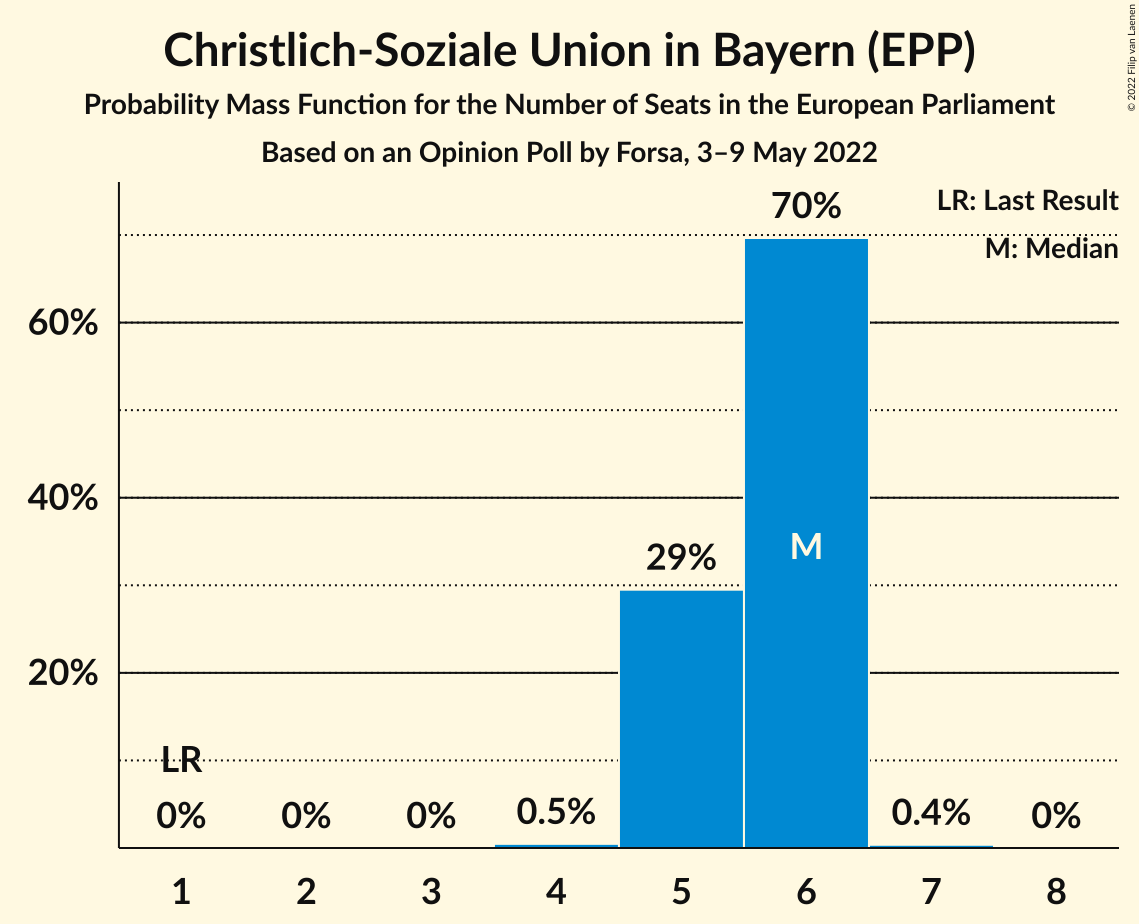 Christlich-Soziale Union in Bayern (EPP)
Probability Mass Function for the Number of Seats in the European Parliament
Based on an Opinion Poll by Forsa, 3–9 May 2022
© 2022 Filip van Laenen
LR: Last Result
M: Median
70%
60%
40%
29%
M
20%
LR
0%
0%
0%
0.5%
0.4%
0%
1
2
3
4
5
6
7
8